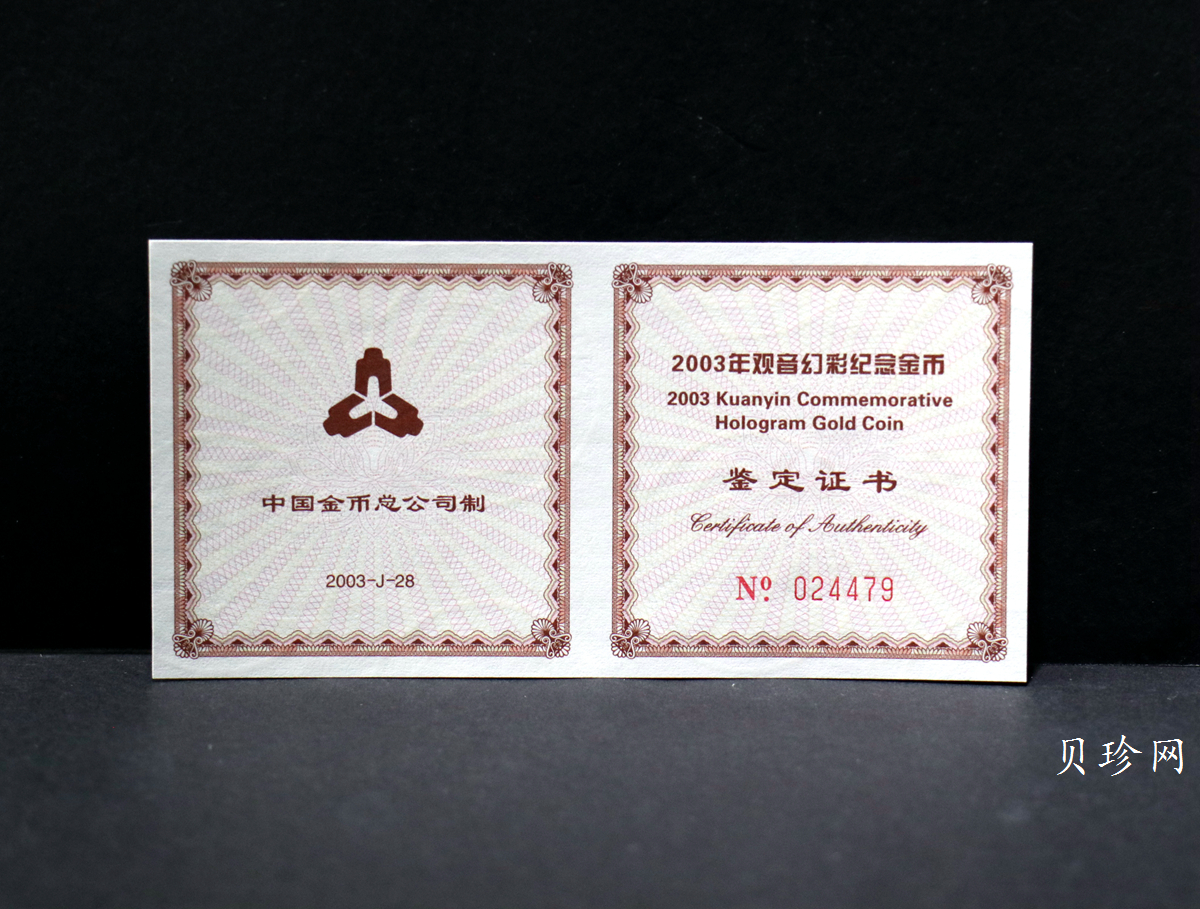 中国金币总公司制
2003-J-28
2003年观音幻彩纪念金币
2003 Kuanyin Commemorative
Hologram Gold Coin
鉴定证书
Certificate of Authenticity
Nº. 024479
贝珍网